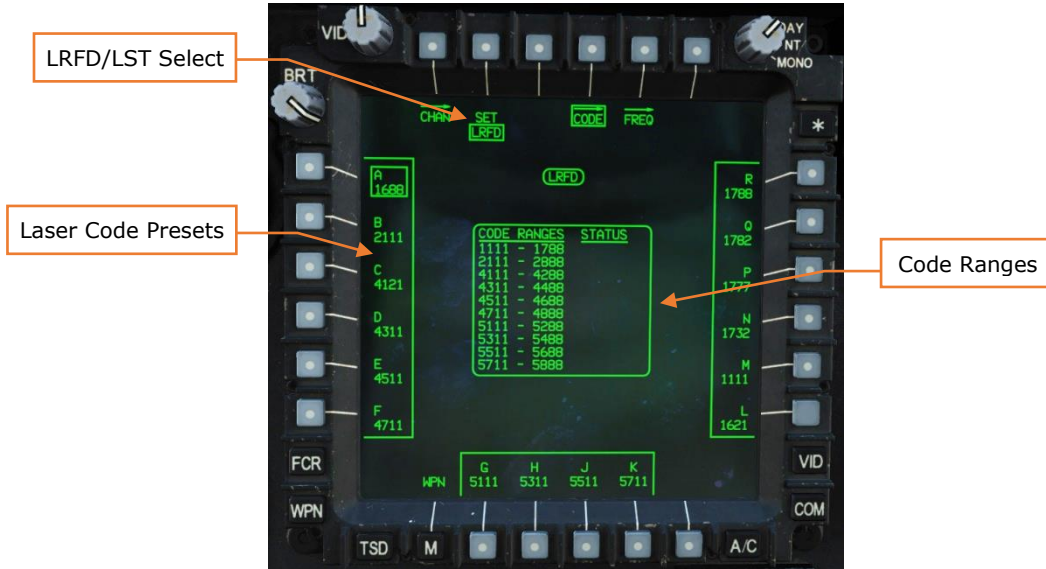 LRFD/LST Select
Laser Code Presets
Code Ranges
VID
DAY
NT
MONO
BRT
*
CHAN
SET
LRFD
CODE
FREQ
LRFD
A
1688
B
2111
C
4121
D
4311
E
4511
F
4711
CODE RANGES STATUS
1111 - 1788
2111 - 2888
4111 - 4288
4311 - 4488
4511 - 4688
4711 - 4888
5111 - 5288
5311 - 5488
5511 - 5688
5711 - 5888
R
1788
Q
1782
P
1777
N
1732
M
1111
L
1621
WPN
G
5111
H
5311
J
5511
K
5711
FCR
WPN
TSD
M
A/C
VID
COM